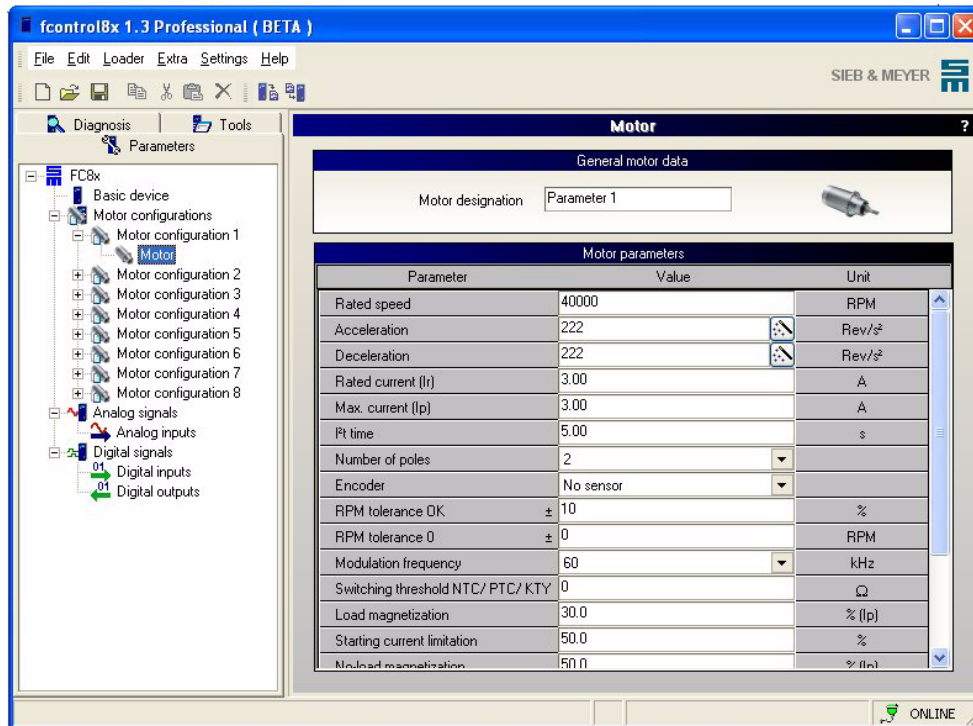 fcontrol8x 1.3 Professional ( BETA )
File Edit Loader Extra Settings Help
SIEB & MEYER
Diagnosis Tools
Parameters
FC8x
Basic device
Motor configurations
Motor configuration 1
Motor
Motor configuration 2
Motor configuration 3
Motor configuration 4
Motor configuration 5
Motor configuration 6
Motor configuration 7
Motor configuration 8
Analog signals
Analog inputs
Digital signals
01 Digital inputs
01 Digital outputs
Motor ?
General motor data
Motor designation Parameter 1
Motor parameters
Parameter Value Unit
Rated speed 40000 RPM
Acceleration 222 Rev/s²
Deceleration 222 Rev/s²
Rated current (Ir) 3.00 A
Max. current (Ip) 3.00 A
I²t time 5.00 s
Number of poles 2
Encoder No sensor
RPM tolerance OK ± 10 %
RPM tolerance 0 ± 0 RPM
Modulation frequency 60 kHz
Switching threshold NTC/ PTC/ KTY 0 Ω
Load magnetization 30.0 % (Ip)
Starting current limitation 50.0 %
No-load magnetization 50.0 % (Ip)
ONLINE